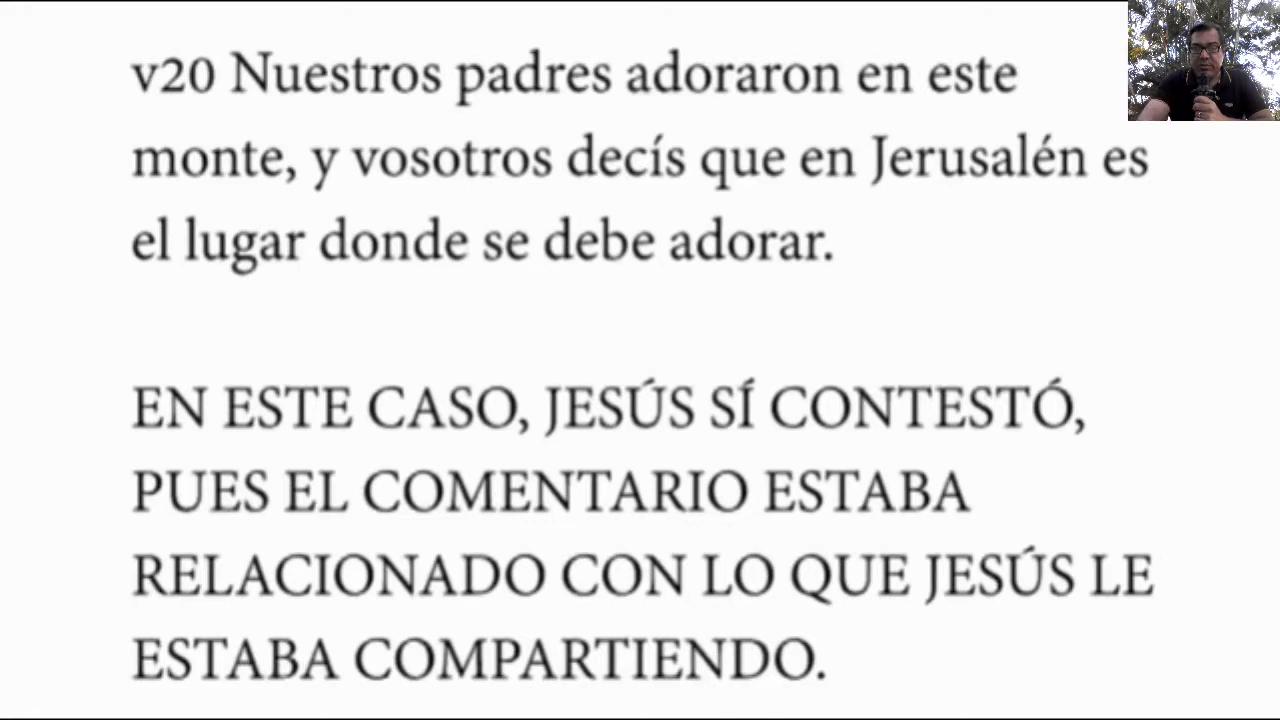 v20 Nuestros padres adoraron en este
monte, y vosotros decís que en Jerusalén es
el lugar donde se debe adorar.
EN ESTE CASO, JESÚS SÍ CONTESTÓ,
PUES EL COMENTARIO ESTABA
RELACIONADO CON LO QUE JESÚS LE
ESTABA COMPARTIENDO.